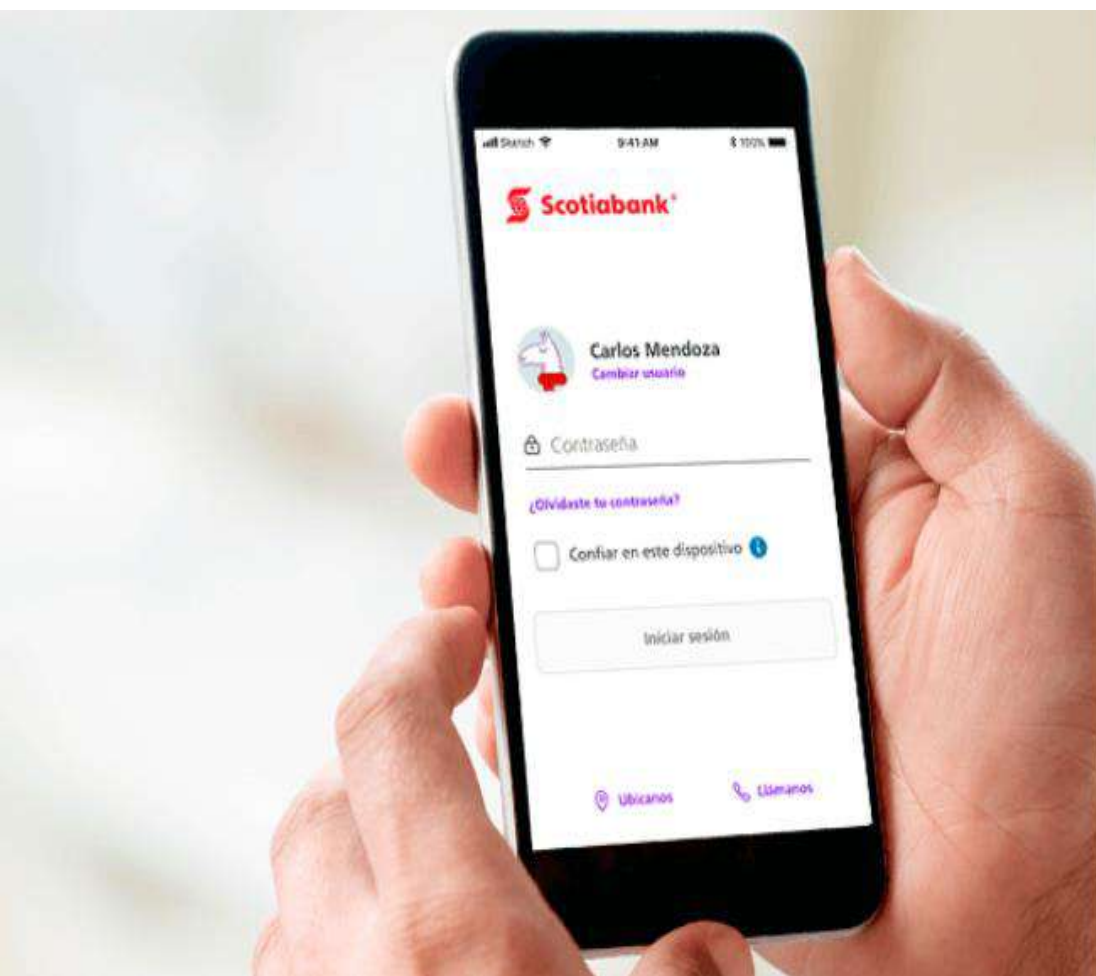 Sketch 9:41 AM 100%
Scotiabank®
Carlos Mendoza
Cambiar usuario
Contraseña
¿Olvidaste tu contraseña?
Confiar en este dispositivo i
Iniciar sesión
Ubícanos Llámanos